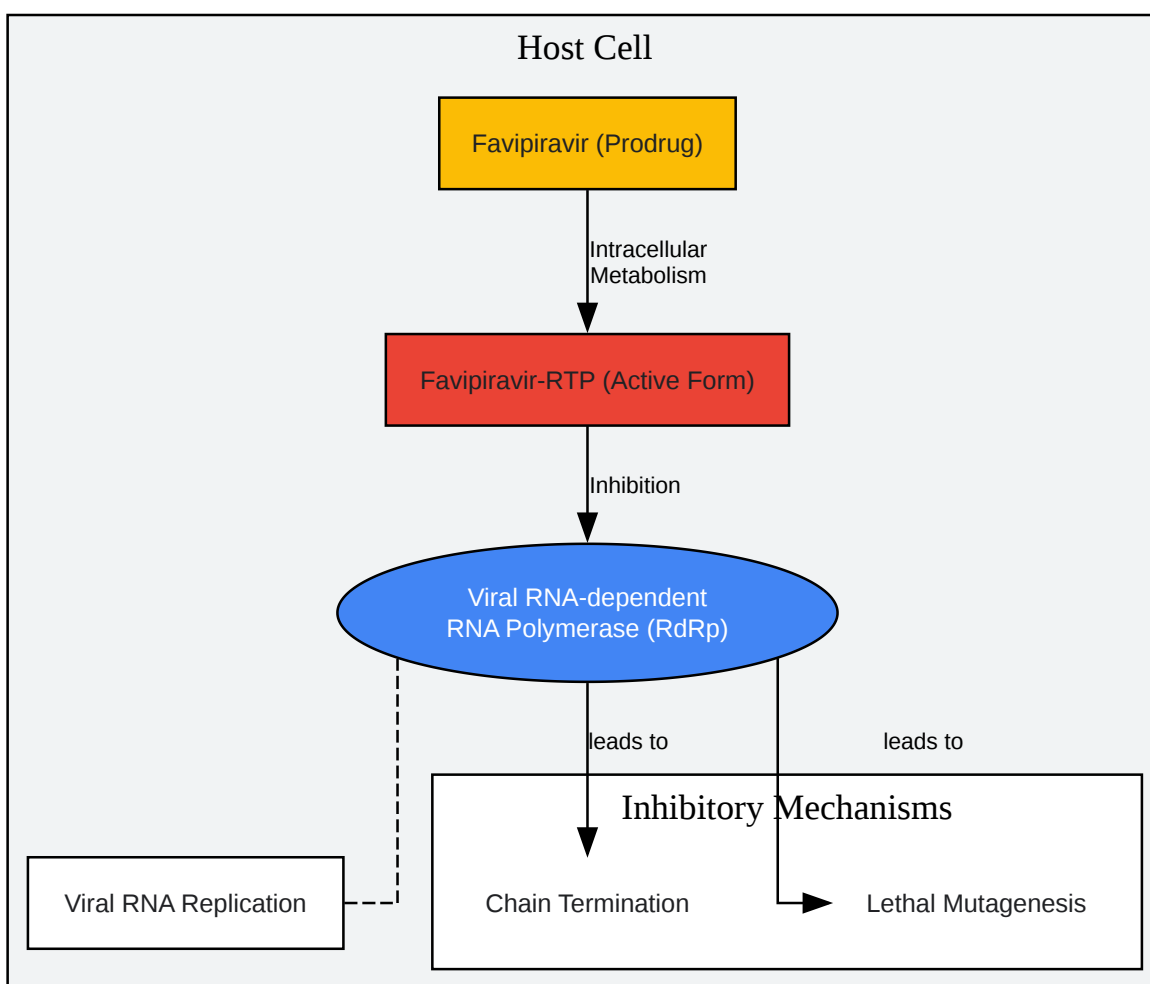 Host Cell
Favipiravir (Prodrug)
Intracellular
Metabolism
Favipiravir-RTP (Active Form)
Inhibition
Viral RNA-dependent
RNA Polymerase (RdRp)
leads to
leads to
Inhibitory Mechanisms
Viral RNA Replication
Chain Termination
Lethal Mutagenesis